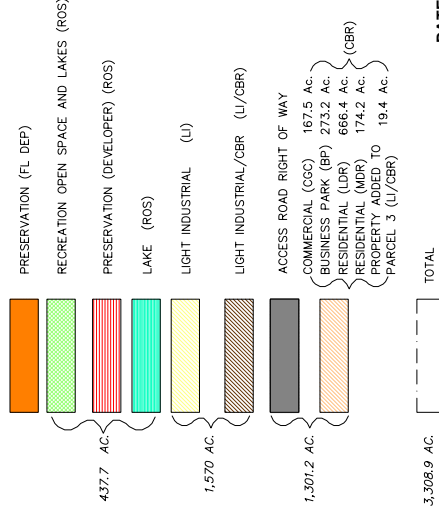 PRESERVATION (FL DEP)
RECREATION OPEN SPACE AND LAKES (ROS)
PRESERVATION (DEVELOPER) (ROS)
LAKE (ROS)
437.7 AC.
LIGHT INDUSTRIAL (LI)
LIGHT INDUSTRIAL/CBR (LI/CBR)
1,570 AC.
ACCESS ROAD RIGHT OF WAY
COMMERCIAL (CGC) 167.5 Ac.
BUSINESS PARK (BP) 273.2 Ac.
RESIDENTIAL (LDR) 666.4 Ac.
RESIDENTIAL (MDR) 174.2 Ac.
PROPERTY ADDED TO 19.4 Ac.
PARCEL 3 (LI/CBR)
(CBR)
1,301.2 AC.
TOTAL
3,308.9 AC.